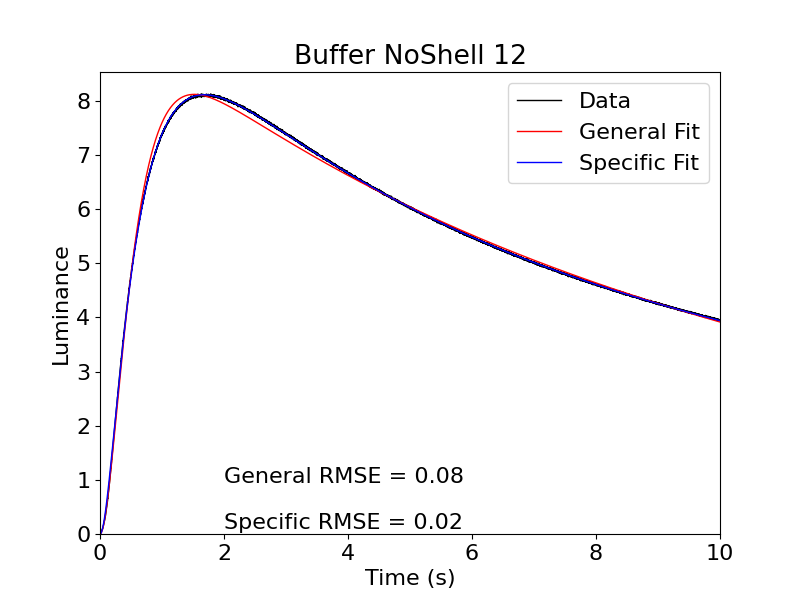 Buffer NoShell 12
Data
General Fit
Specific Fit
8
7
6
5
4
3
2
1
0
Luminance
General RMSE = 0.08
Specific RMSE = 0.02
0 2 4 6 8 10
Time (s)